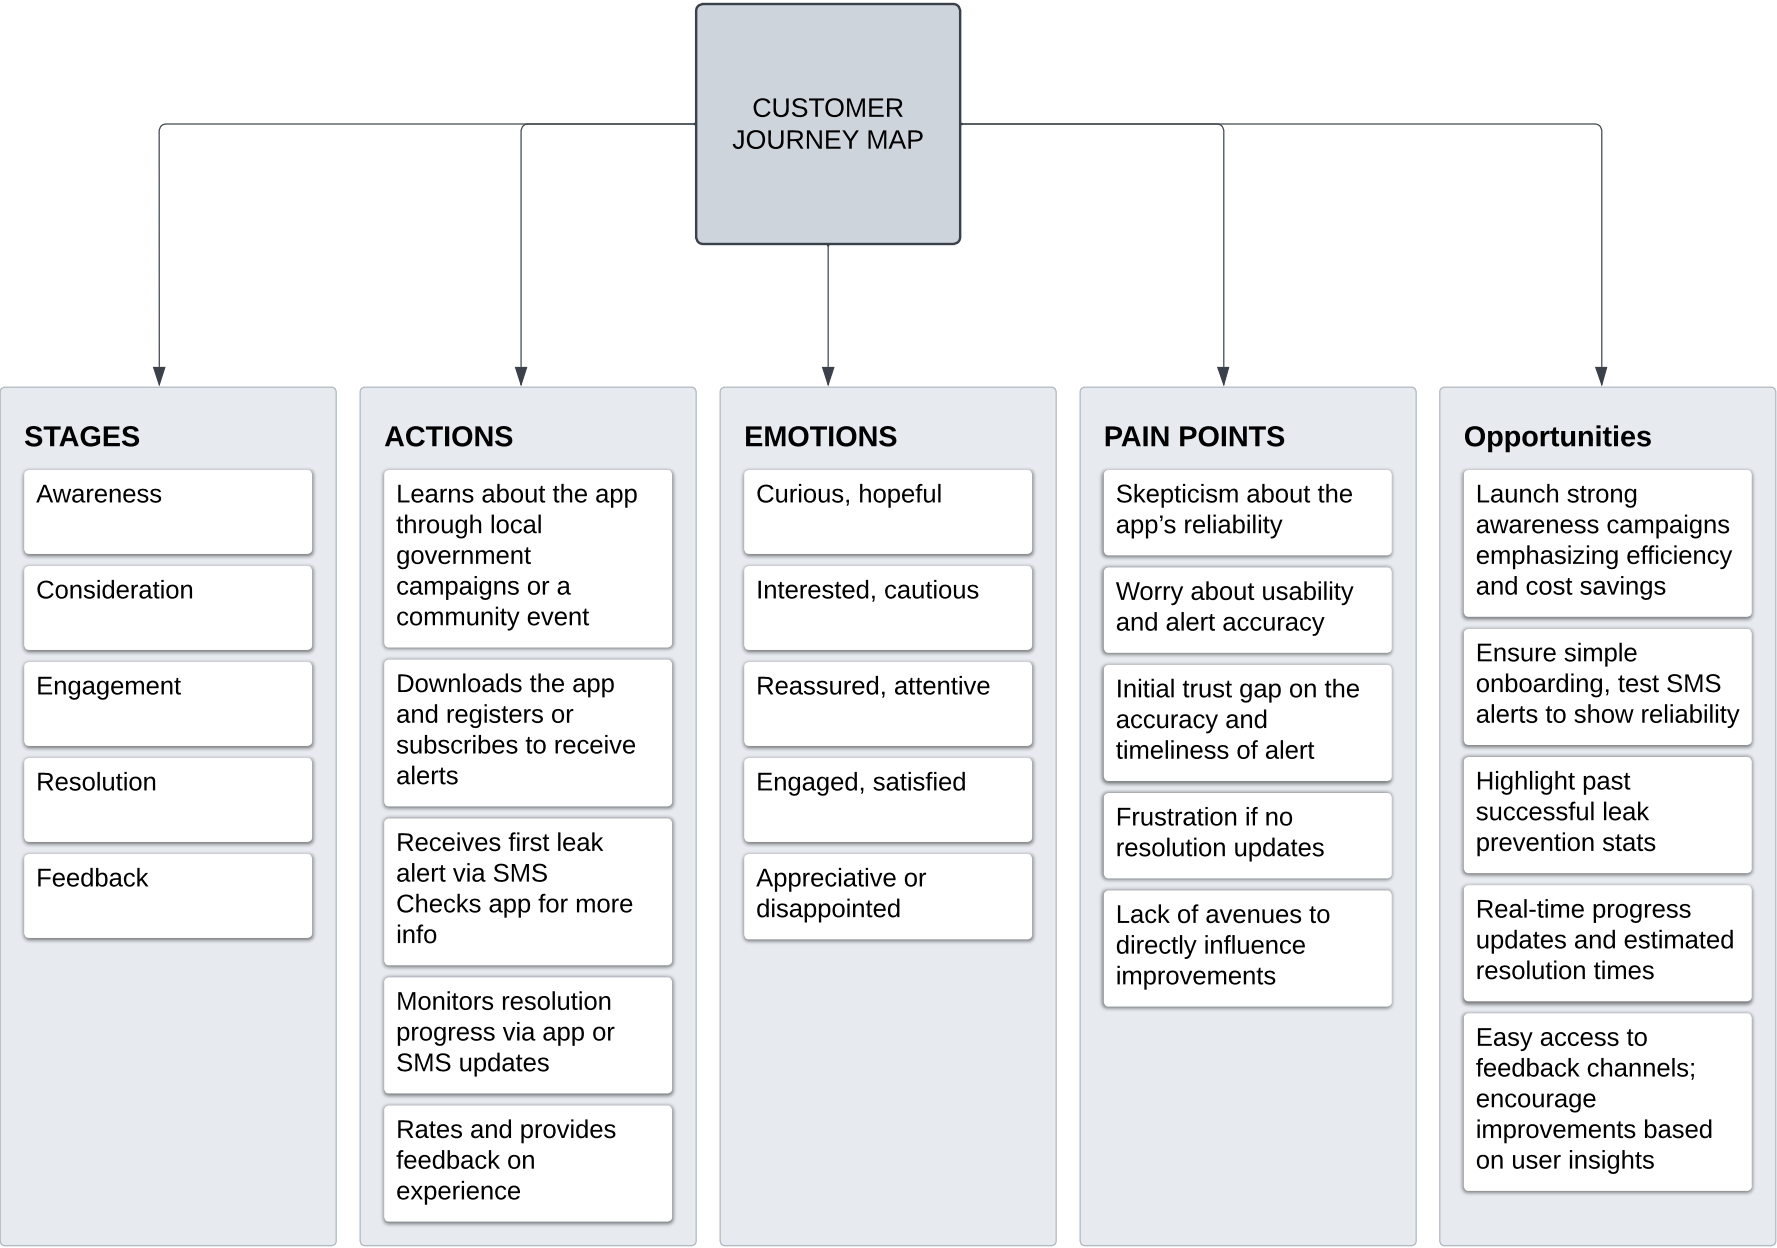 CUSTOMER
JOURNEY MAP
STAGES
Awareness
Consideration
Engagement
Resolution
Feedback
ACTIONS
Learns about the app
through local
government
campaigns or a
community event
Downloads the app
and registers or
subscribes to receive
alerts
Receives first leak
alert via SMS
Checks app for more
info
Monitors resolution
progress via app or
SMS updates
Rates and provides
feedback on
experience
EMOTIONS
Curious, hopeful
Interested, cautious
Reassured, attentive
Engaged, satisfied
Appreciative or
disappointed
PAIN POINTS
Skepticism about the
app’s reliability
Worry about usability
and alert accuracy
Initial trust gap on the
accuracy and
timeliness of alert
Frustration if no
resolution updates
Lack of avenues to
directly influence
improvements
Opportunities
Launch strong
awareness campaigns
emphasizing efficiency
and cost savings
Ensure simple
onboarding, test SMS
alerts to show reliability
Highlight past
successful leak
prevention stats
Real-time progress
updates and estimated
resolution times
Easy access to
feedback channels;
encourage
improvements based
on user insights